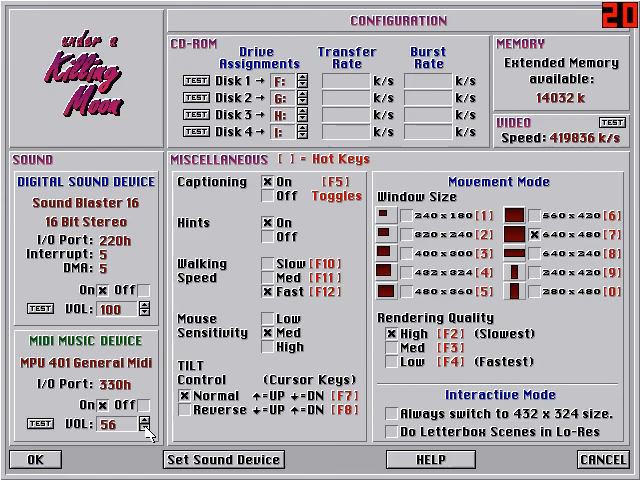 CONFIGURATION
20
under a
Killing
Moon
CD-ROM
Drive Assignments
Transfer Rate
Burst Rate
TEST Disk 1 → F: k/s k/s
TEST Disk 2 → G: k/s k/s
TEST Disk 3 → H: k/s k/s
TEST Disk 4 → I: k/s k/s
MEMORY
Extended Memory
available:
14032 k
VIDEO TEST
Speed: 419836 k/s
SOUND
DIGITAL SOUND DEVICE
Sound Blaster 16
16 Bit Stereo
I/O Port: 220h
Interrupt: 5
DMA: 5
On Off
TEST VOL: 100
MIDI MUSIC DEVICE
MPU 401 General Midi
I/O Port: 330h
On Off
TEST VOL: 56
MISCELLANEOUS [ ] = Hot Keys
Captioning On [F5]
Off Toggles
Hints On
Off
Walking Speed
Slow [F10]
Med [F11]
Fast [F12]
Mouse Sensitivity
Low
Med
High
TILT
Control (Cursor Keys)
Normal ↑=UP ↓=DN [F7]
Reverse ↓=UP ↑=DN [F8]
Movement Mode
Window Size
240 x 180 [1] 560 x 420 [6]
320 x 240 [2] 640 x 480 [7]
400 x 300 [3] 640 x 240 [8]
432 x 324 [4] 240 x 420 [9]
480 x 360 [5] 280 x 480 [0]
Rendering Quality
High [F2] (Slowest)
Med [F3]
Low [F4] (Fastest)
Interactive Mode
Always switch to 432 x 324 size.
Do Letterbox Scenes in Lo-Res
OK
Set Sound Device
HELP
CANCEL